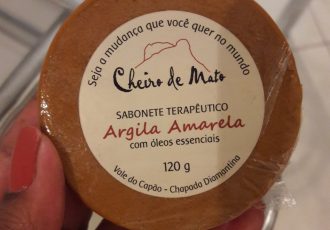 Seja a mudança que você quer no mundo
Cheiro de Mato
SABONETE TERAPÊUTICO
Argila Amarela
com óleos essenciais
120 g
Vale do Capão - Chapada Diamantina